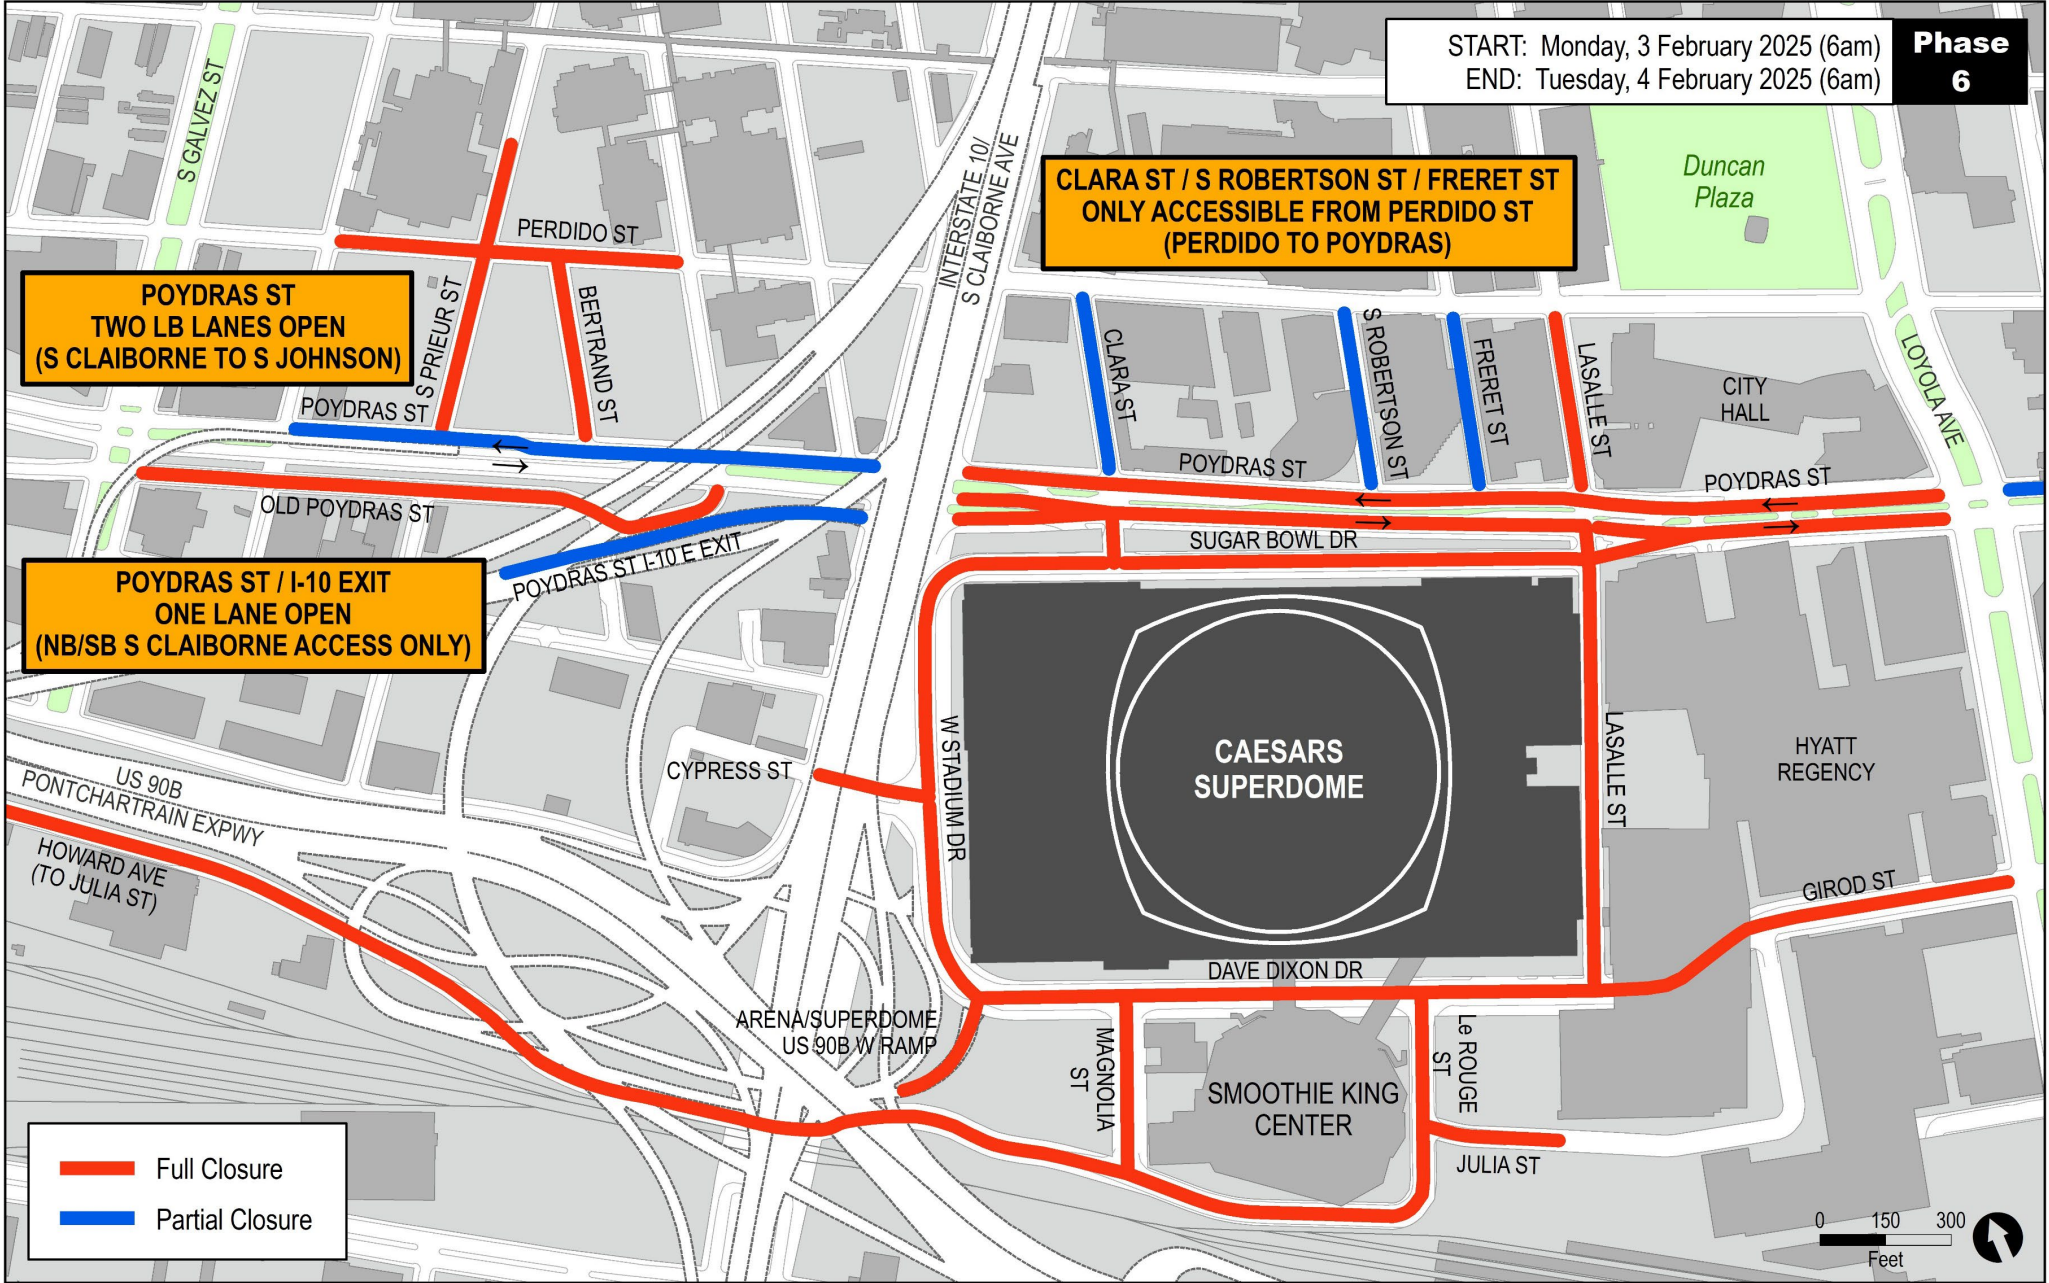 START: Monday, 3 February 2025 (6am)
END: Tuesday, 4 February 2025 (6am)
Phase
6
S GALVEZ ST
INTERSTATE 10/
S CLAIBORNE AVE
CLARA ST / S ROBERTSON ST / FRERET ST
ONLY ACCESSIBLE FROM PERDIDO ST
(PERDIDO TO POYDRAS)
Duncan
Plaza
PERDIDO ST
POYDRAS ST
TWO LB LANES OPEN
(S CLAIBORNE TO S JOHNSON)
S PRIEUR ST
BERTRAND ST
CLARA ST
S ROBERTSON ST
FRERET ST
LASALLE ST
CITY
HALL
LOYOLA AVE
POYDRAS ST
POYDRAS ST
POYDRAS ST
OLD POYDRAS ST
SUGAR BOWL DR
POYDRAS ST I-10 E EXIT
POYDRAS ST / I-10 EXIT
ONE LANE OPEN
(NB/SB S CLAIBORNE ACCESS ONLY)
CAESARS
SUPERDOME
W STADIUM DR
LASALLE ST
HYATT
REGENCY
CYPRESS ST
US 90B
PONTCHARTRAIN EXPWY
HOWARD AVE
(TO JULIA ST)
GIROD ST
DAVE DIXON DR
ARENA/SUPERDOME
US 90B W RAMP
MAGNOLIA
ST
Le ROUGE
ST
SMOOTHIE KING
CENTER
JULIA ST
Full Closure
Partial Closure
0 150 300
Feet